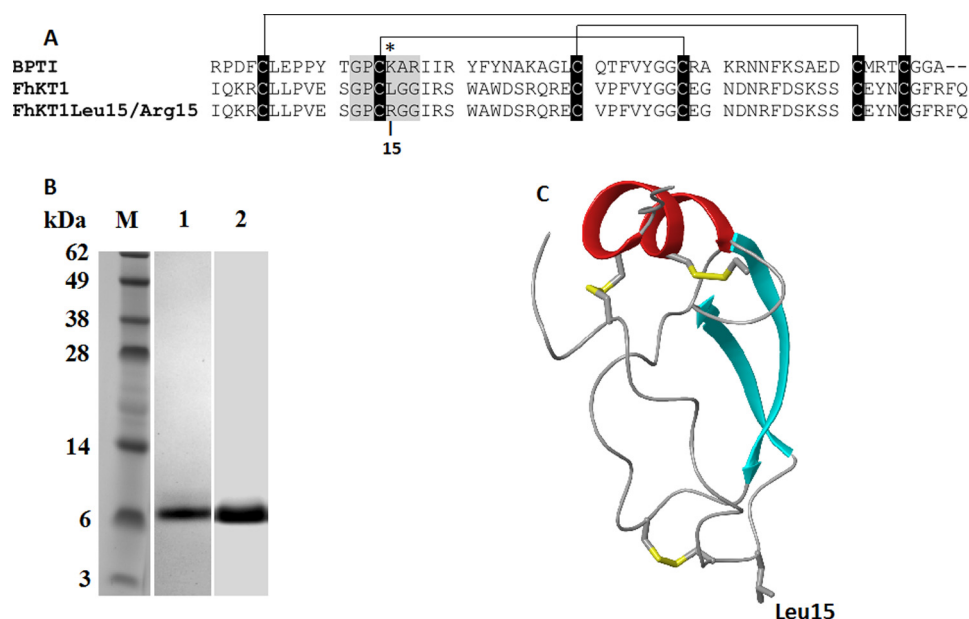 A
*
BPTI RPDFCLEPPY TGPCKARIIR YFYNAKAGLC QTFVYGGCRA KRNNFKSAED CMRTCGGA--
FhKT1 IQKRCLLPVE SGPCLGGIRS WAWDSRQREC VPFVYGGCEG NDNRFDSKSS CEYNCGFRFQ
FhKT1Leu15/Arg15 IQKRCLLPVE SGPCRGGIRS WAWDSRQREC VPFVYGGCEG NDNRFDSKSS CEYNCGFRFQ
15
B
kDa M 1 2
62
49
38
28
14
6
3
C
Leu15